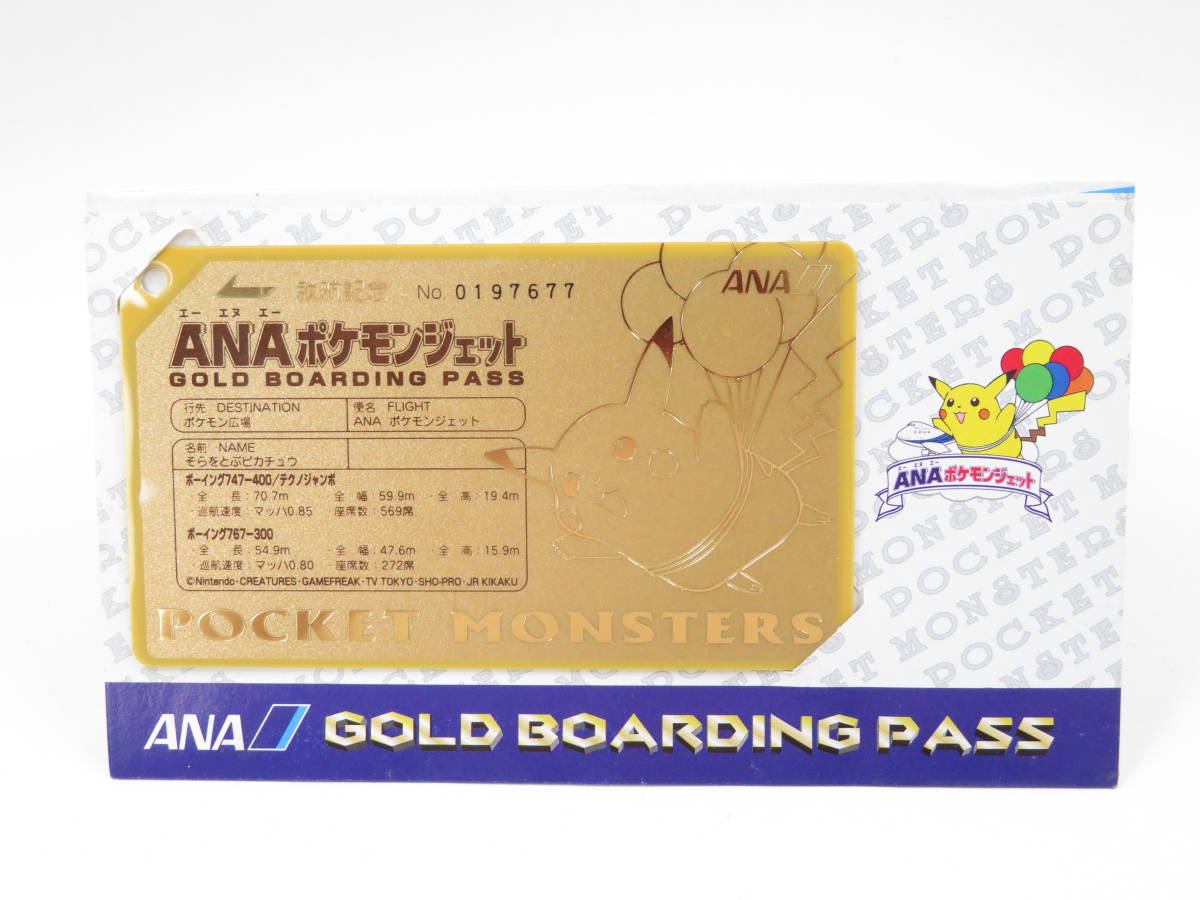 就航記念 No. 0197677
ANA
エー エヌ エー
ANAポケモンジェット
GOLD BOARDING PASS
行先 DESTINATION
ポケモン広場
便名 FLIGHT
ANA ポケモンジェット
名前 NAME
そらをとぶピカチュウ
ボーイング747-400/テクノジャンボ
・全 長:70.7m ・全 幅:59.9m ・全 高:19.4m
・巡航速度:マッハ0.85 座席数:569席
ボーイング767-300
・全 長:54.9m ・全 幅:47.6m ・全 高:15.9m
巡航速度:マッハ0.80 ・座席数:272席
©Nintendo・CREATURES・GAMEFREAK・TV TOKYO・SHO-PRO・JR KIKAKU
POCKET MONSTERS
エー エヌ エー
ANAポケモンジェット
POCKET MONSTERS
ANA GOLD BOARDING PASS